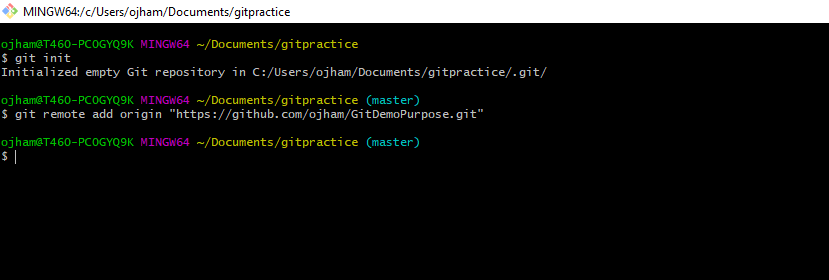 MINGW64:/c/Users/ojham/Documents/gitpractice
ojham@T460-PC0GYQ9K MINGW64 ~/Documents/gitpractice
$ git init
Initialized empty Git repository in C:/Users/ojham/Documents/gitpractice/.git/
ojham@T460-PC0GYQ9K MINGW64 ~/Documents/gitpractice (master)
$ git remote add origin "https://github.com/ojham/GitDemoPurpose.git"
ojham@T460-PC0GYQ9K MINGW64 ~/Documents/gitpractice (master)
$